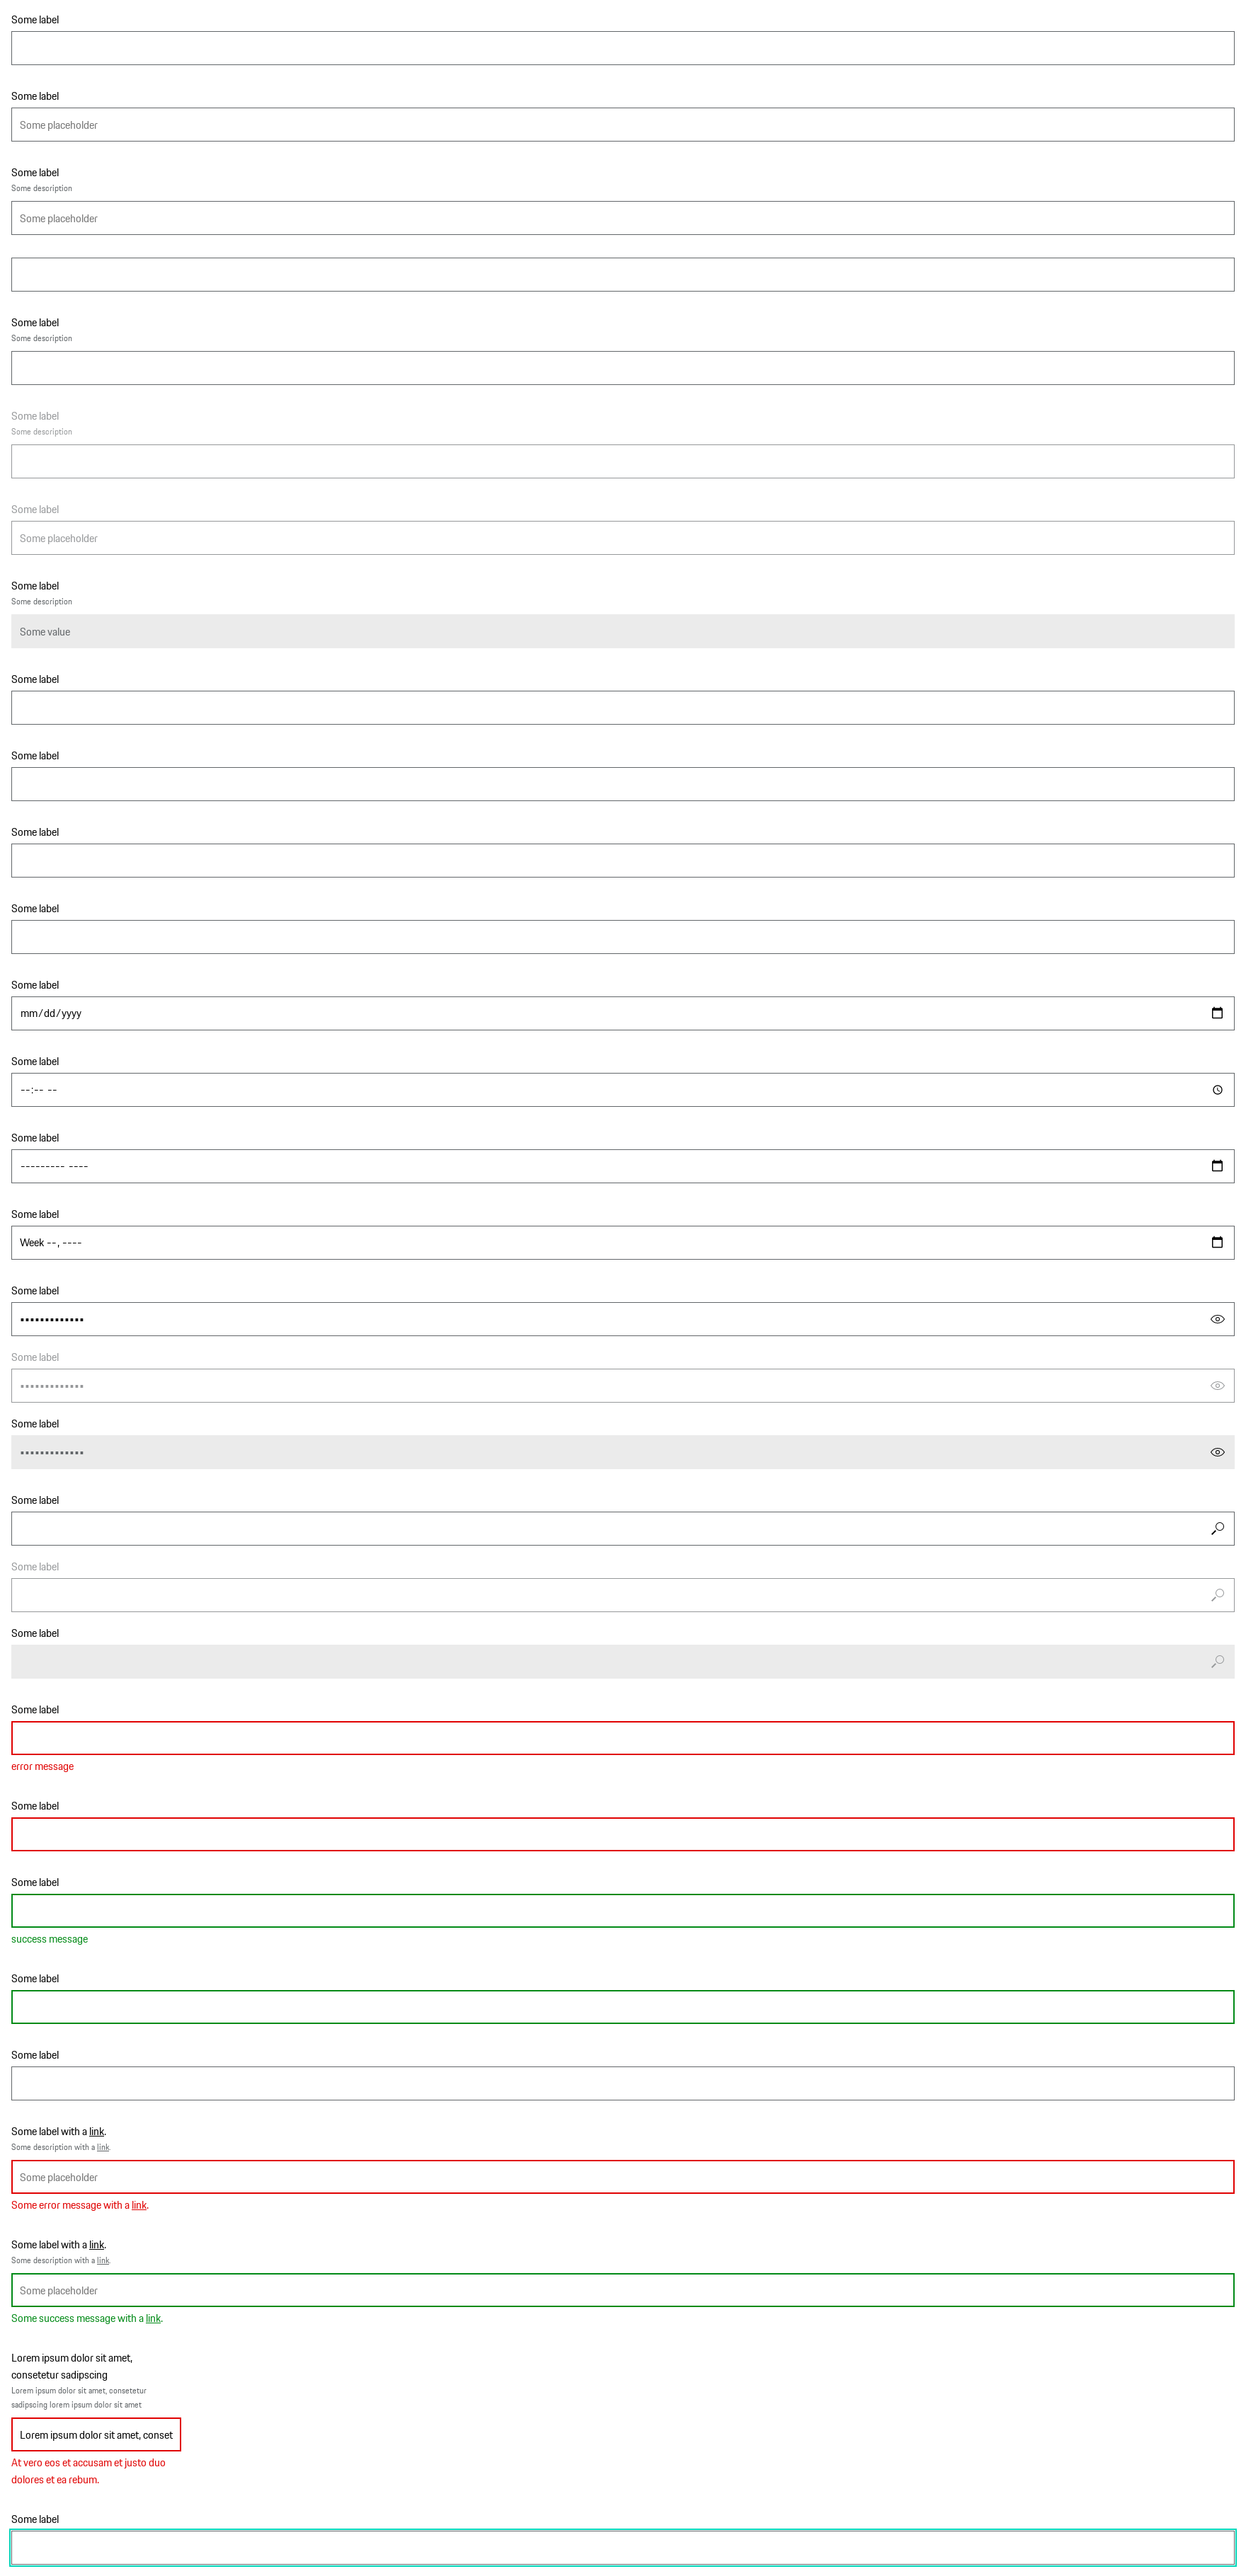 Some label
Some label
Some placeholder
Some label
Some description
Some placeholder
Some label
Some description
Some label
Some description
Some label
Some placeholder
Some label
Some description
Some value
Some label
Some label
Some label
Some label
Some label
mm/dd/yyyy
Some label
--:-- --
Some label
--------- ----
Some label
Week --, ----
Some label
•••••••••••••
Some label
•••••••••••••
Some label
•••••••••••••
Some label
Some label
Some label
Some label
error message
Some label
Some label
success message
Some label
Some label
Some label with a link.
Some description with a link.
Some placeholder
Some error message with a link.
Some label with a link.
Some description with a link.
Some placeholder
Some success message with a link.
Lorem ipsum dolor sit amet,
consetetur sadipscing
Lorem ipsum dolor sit amet, consetetur
sadipscing lorem ipsum dolor sit amet
Lorem ipsum dolor sit amet, conset
At vero eos et accusam et justo duo
dolores et ea rebum.
Some label